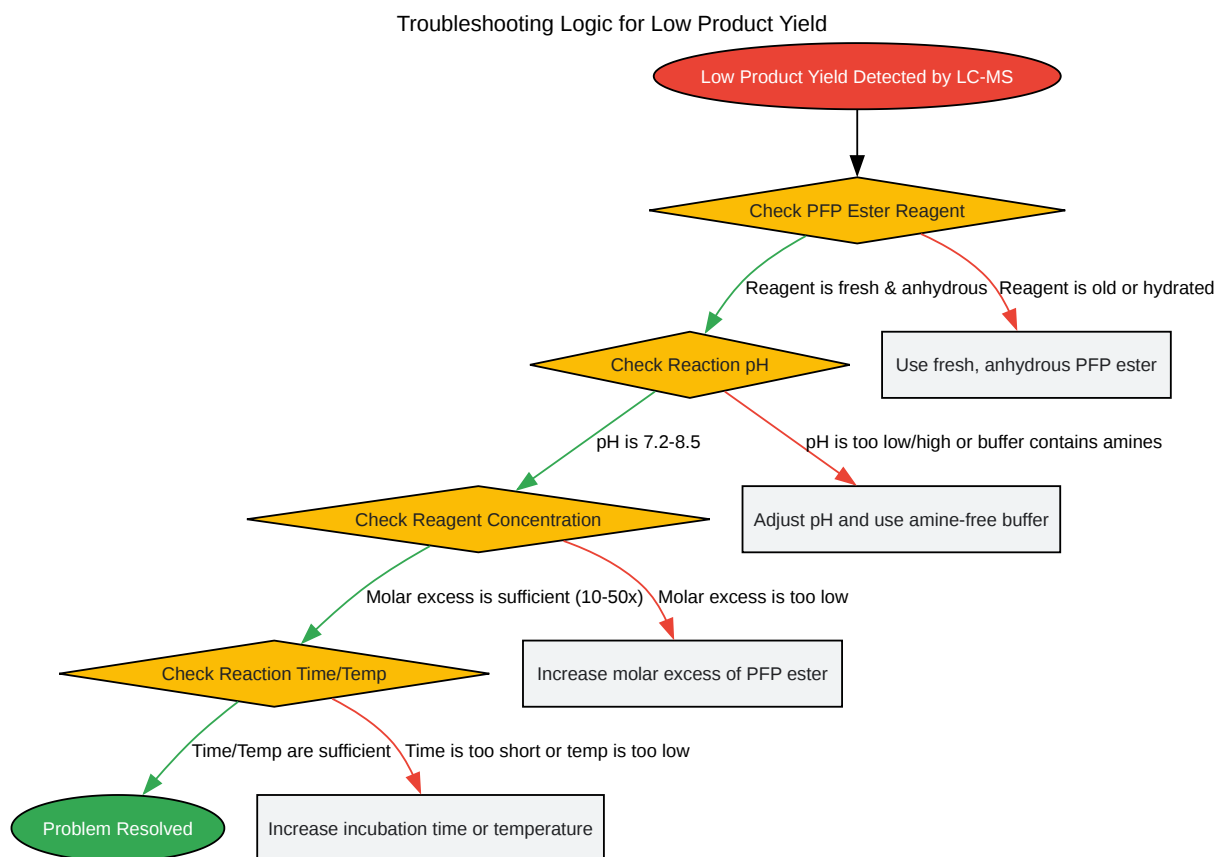 Troubleshooting Logic for Low Product Yield
Low Product Yield Detected by LC-MS
Check PFP Ester Reagent
Reagent is fresh & anhydrous
Reagent is old or hydrated
Check Reaction pH
Use fresh, anhydrous PFP ester
pH is 7.2-8.5
pH is too low/high or buffer contains amines
Check Reagent Concentration
Adjust pH and use amine-free buffer
Molar excess is sufficient (10-50x)
Molar excess is too low
Check Reaction Time/Temp
Increase molar excess of PFP ester
Time/Temp are sufficient
Time is too short or temp is too low
Problem Resolved
Increase incubation time or temperature